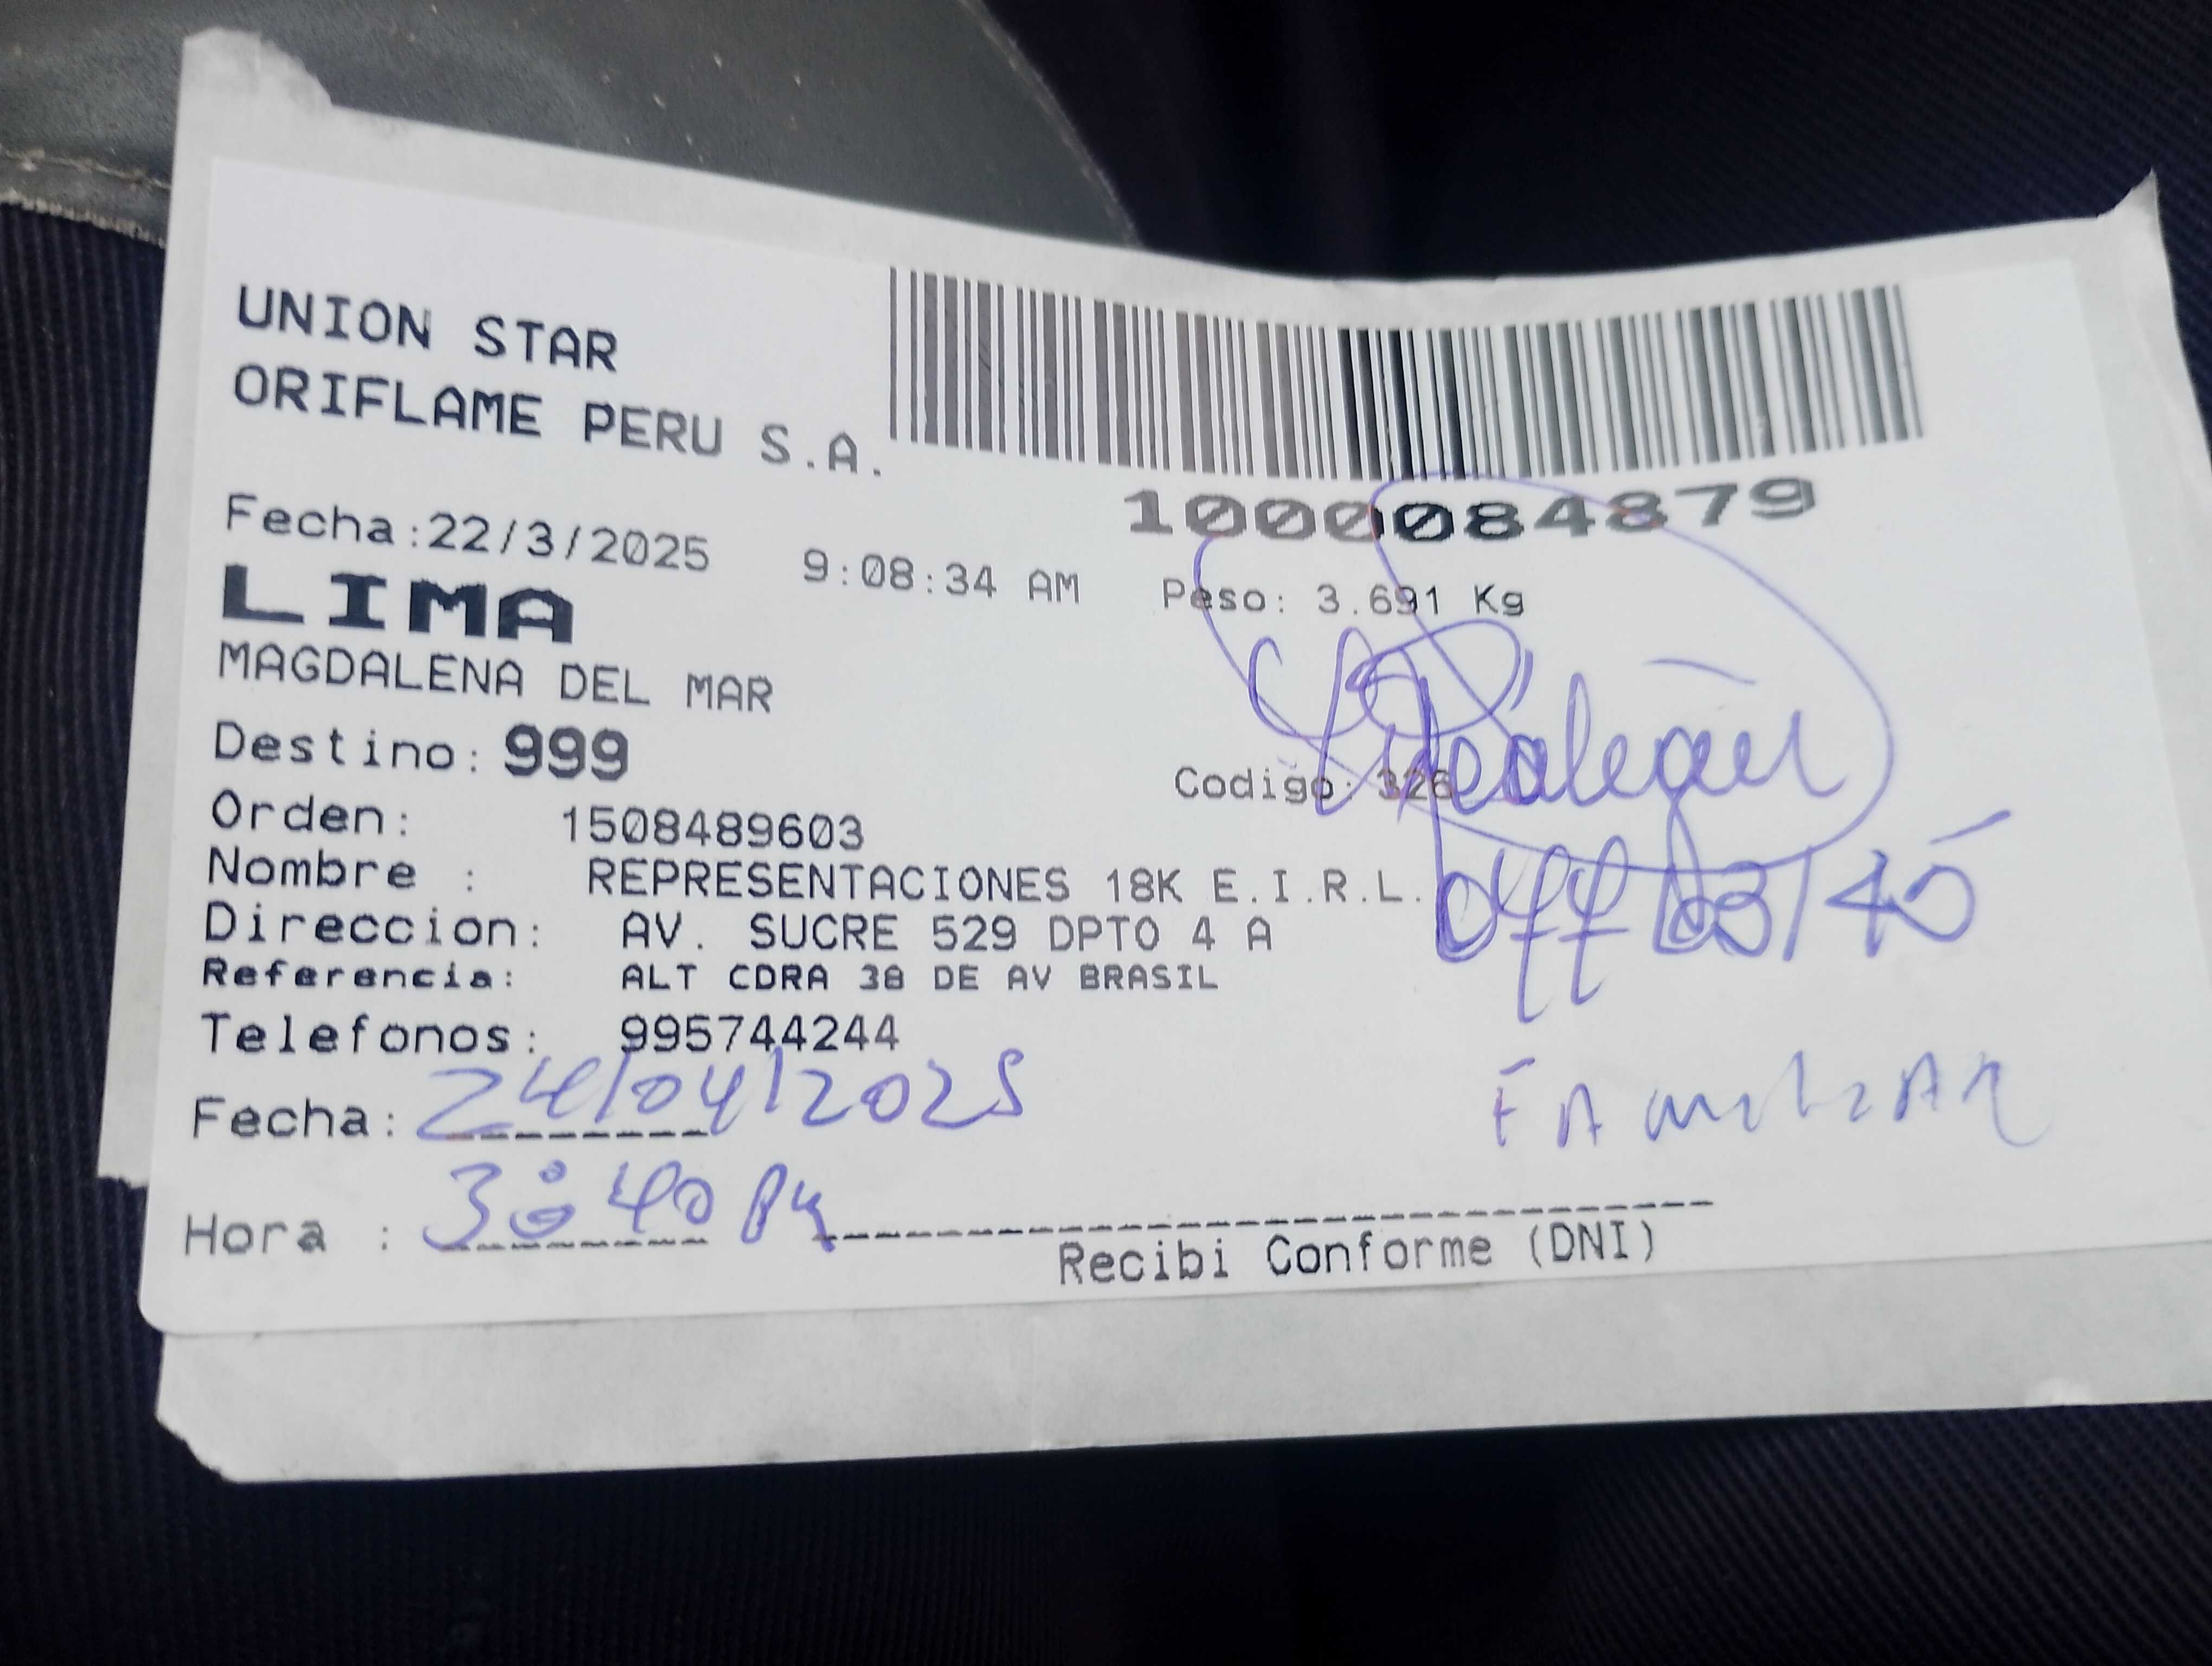 UNION STAR
ORIFLAME PERU S.A.
1000084879
Fecha:22/3/2025 9:08:34 AM Peso: 3.691 Kg
LIMA
MAGDALENA DEL MAR
Destino: 999 Codigo: 326
Orden: 1508489603
Nombre : REPRESENTACIONES 18K E.I.R.L.
Direccion: AV. SUCRE 529 DPTO 4 A
Referencia: ALT CDRA 38 DE AV BRASIL
Telefonos: 995744244
Fecha: 24/04/2025
FAmiliAR
Hora : 3:40 PM
Recibi Conforme (DNI)